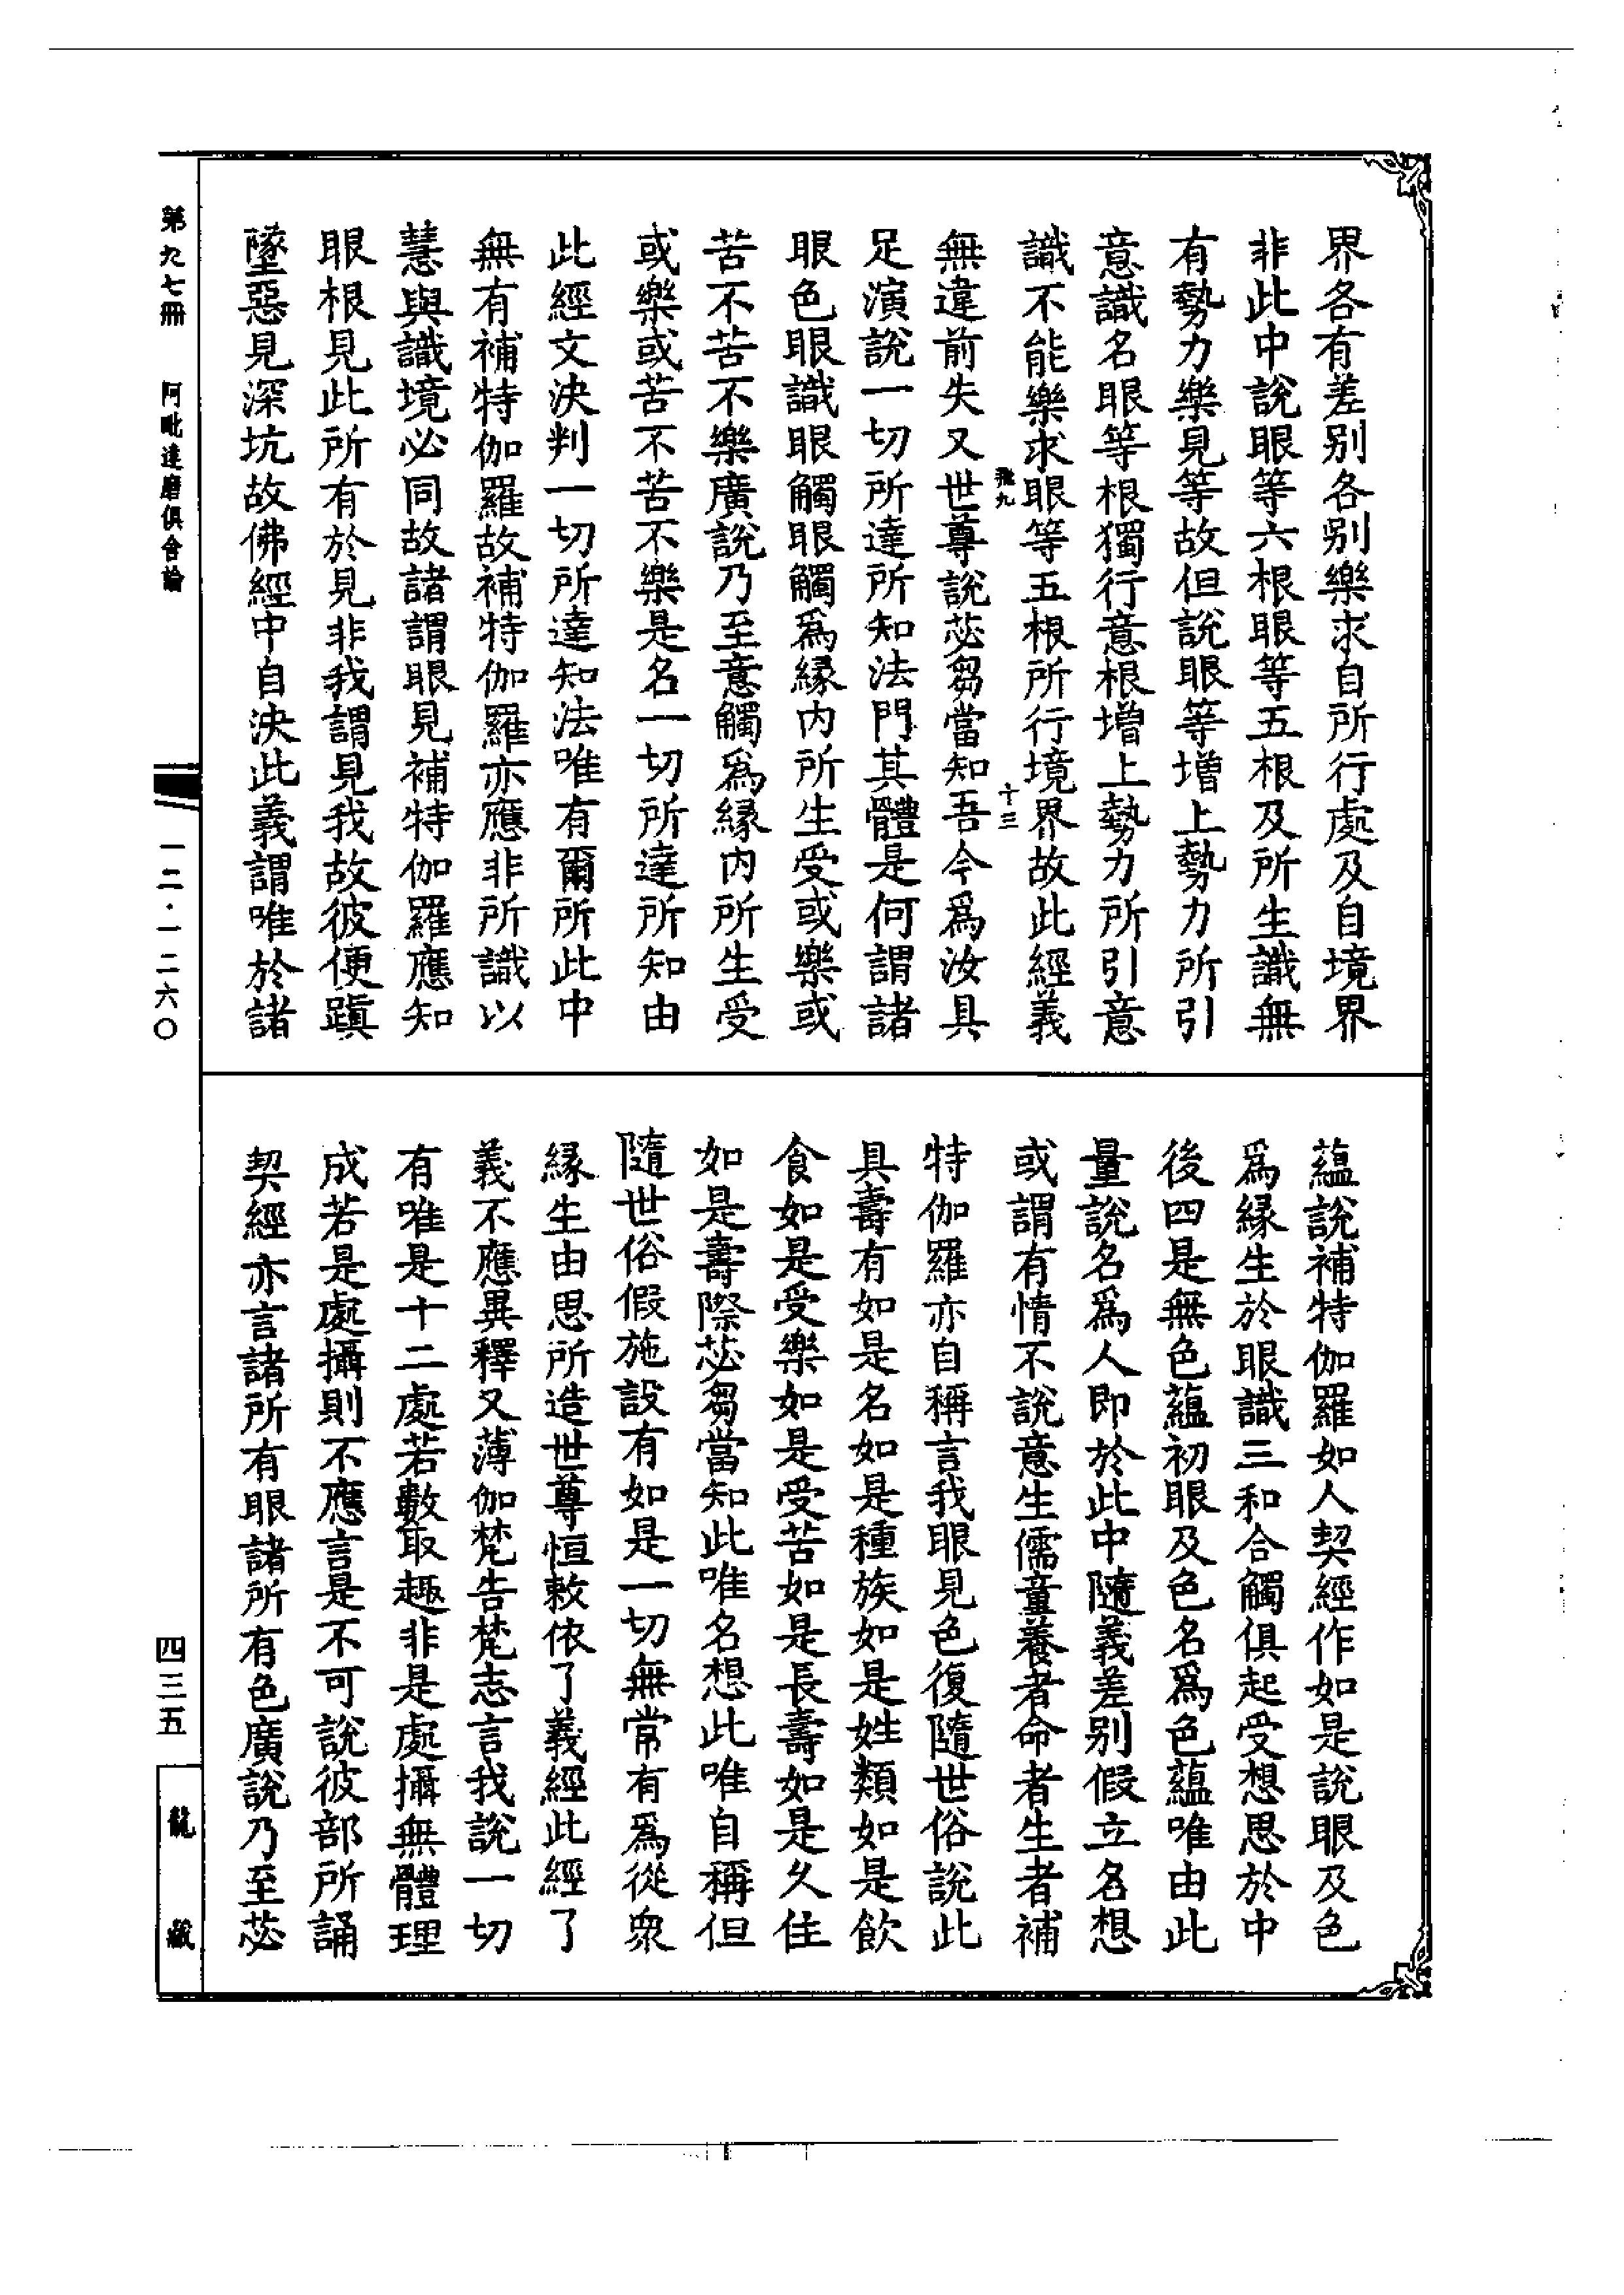 界各有差别各别樂求自所行處及自境界
非此中說眼等六根眼等五根及所生識無
有勢力樂見等故但說眼等增上勢力所引
意識名眼等根獨行意根增上勢力所引意
識不能樂求眼等五根所行境界故此經義
十三
無違前失又世尊說苾芻當知吾今爲汝具
足演說一切所達所知法門其體是何謂諸
眼色眼識眼觸眼觸爲緣内所生受或樂或
苦不苦不樂廣說乃至意觸爲緣内所生受
或樂或苦不苦不樂是名一切所達所知由
此經文決判一切所達知法唯有爾所此中
無有補特伽羅故補特伽羅亦應非所識以
慧與識境必同故諸謂眼見補特伽羅應知
眼根見此所有於見非我謂見我故彼便蹎
墜惡見深坑故佛經中自決此義謂唯於諸
蘊說補特伽羅如人契經作如是說眼及色
爲緣生於眼識三和合觸俱起受想思於中
後四是無色蘊初眼及色名爲色蘊唯由此
量說名爲人即於此中隨義差别假立名想
或謂有情不說意生儒童養者命者生者補
特伽羅亦自稱言我眼見色復隨世俗說此
具壽有如是名如是種族如是姓類如是飲
食如是受樂如是受苦如是長壽如是久住
如是壽際苾芻當知此唯名想此唯自稱但
隨世俗假施設有如是一切無常有爲從衆
緣生由思所造世尊恒敕依了義經此經了
義不應異釋又薄伽梵告梵志言我說一切
有唯是十二處若數取趣非是處攝無體理
成若是處攝則不應言是不可說彼部所誦
契經亦言諸所有眼諸所有色廣說乃至苾
第九七冊 阿毗達磨俱舍論
一二·一二六〇
四三五
龍藏